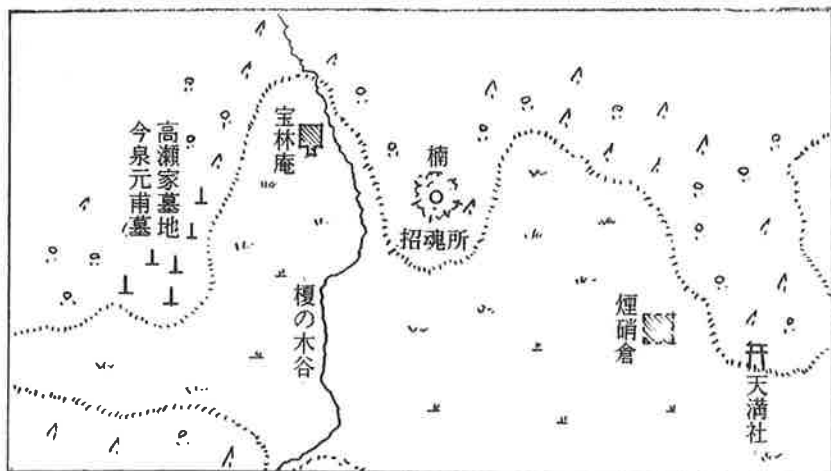 高瀬家墓地
今泉元甫墓
宝林庵
楠
招魂所
榎の木谷
煙硝倉
天満社